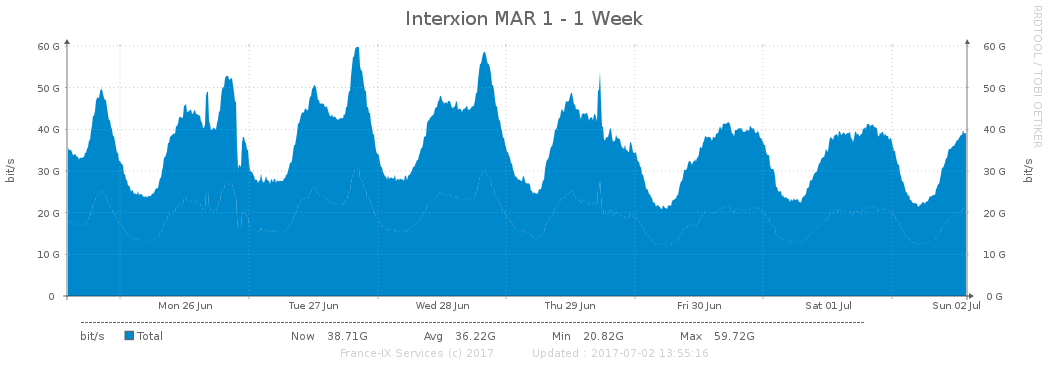 Interxion MAR 1 - 1 Week
RRDTOOL / TOBI OETIKER
60 G 60 G
50 G 50 G
40 G 40 G
30 G 30 G
20 G 20 G
10 G 10 G
0 0 G
bit/s bit/s
Mon 26 Jun Tue 27 Jun Wed 28 Jun Thu 29 Jun Fri 30 Jun Sat 01 Jul Sun 02 Jul
bit/s Total Now 38.71G Avg 36.22G Min 20.82G Max 59.72G
France-IX Services (c) 2017 Updated : 2017-07-02 13:55:16